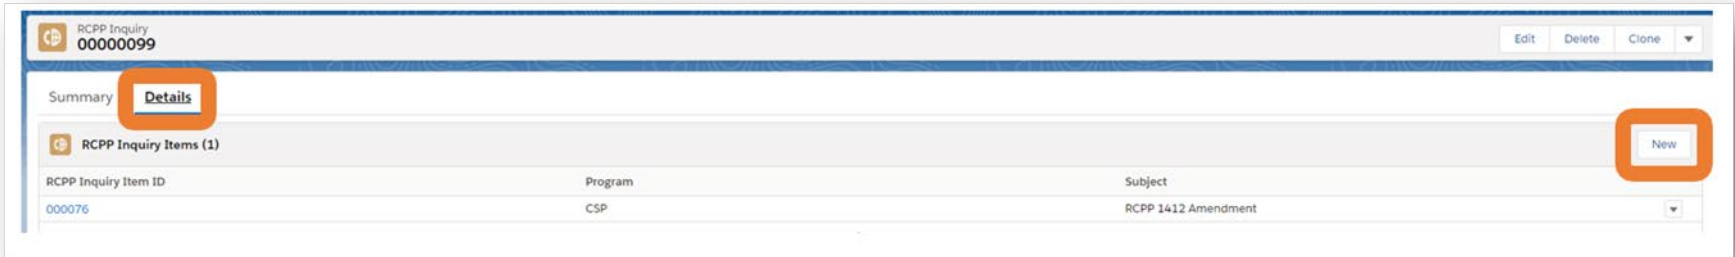 RCPP Inquiry
00000099
Edit Delete Clone
Summary Details
RCPP Inquiry Items (1)
New
RCPP Inquiry Item ID Program Subject
000076 CSP RCPP 1412 Amendment